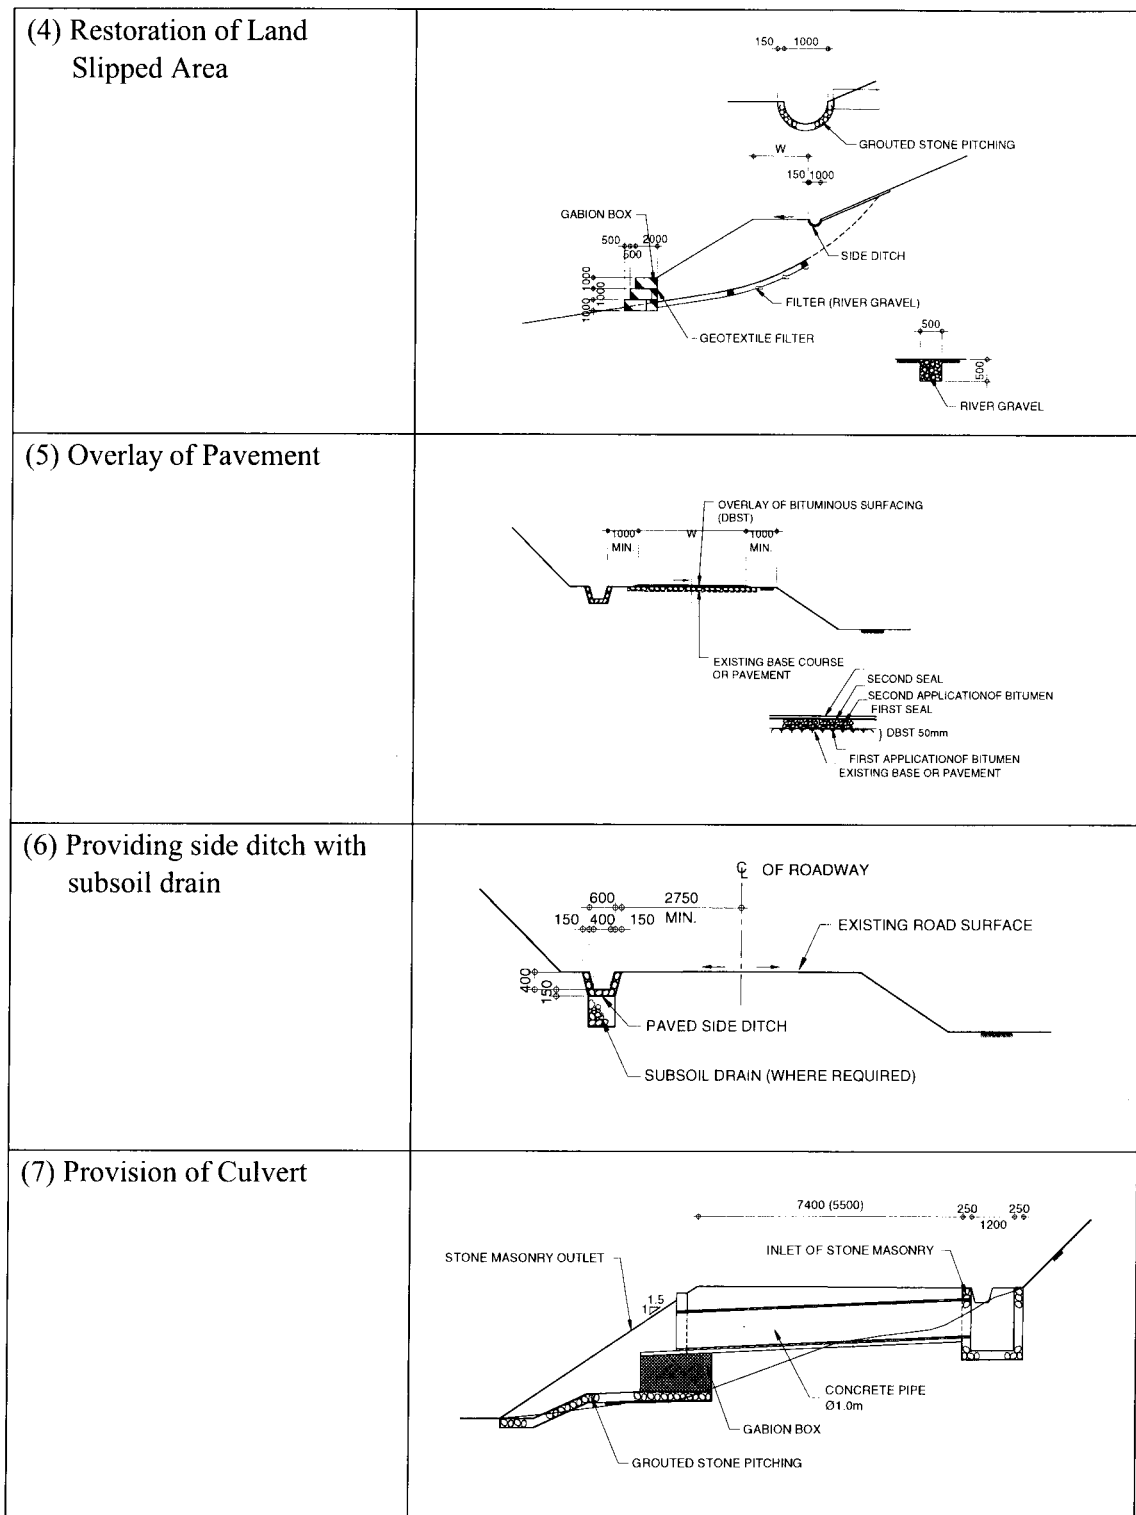 (4) Restoration of Land
Slipped Area
150 1000
GROUTED STONE PITCHING
W
150 1000
GABION BOX
500 2000
500
SIDE DITCH
1000
1000
1000
FILTER (RIVER GRAVEL)
GEOTEXTILE FILTER
500
500
RIVER GRAVEL
(5) Overlay of Pavement
OVERLAY OF BITUMINOUS SURFACING
(DBST)
1000 W 1000
MIN. MIN.
EXISTING BASE COURSE
OR PAVEMENT
SECOND SEAL
SECOND APPLICATIONOF BITUMEN
FIRST SEAL
} DBST 50mm
FIRST APPLICATIONOF BITUMEN
EXISTING BASE OR PAVEMENT
(6) Providing side ditch with
subsoil drain
℄ OF ROADWAY
600 2750
150 400 150 MIN.
EXISTING ROAD SURFACE
400
150
PAVED SIDE DITCH
SUBSOIL DRAIN (WHERE REQUIRED)
(7) Provision of Culvert
7400 (5500) 250 250
1200
STONE MASONRY OUTLET
INLET OF STONE MASONRY
1.5
1
CONCRETE PIPE
Ø1.0m
GABION BOX
GROUTED STONE PITCHING